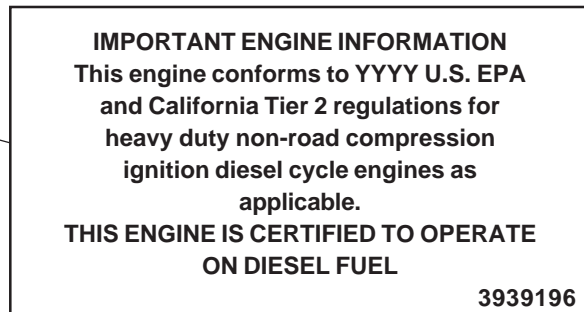 IMPORTANT ENGINE INFORMATION
This engine conforms to YYYY U.S. EPA
and California Tier 2 regulations for
heavy duty non-road compression
ignition diesel cycle engines as
applicable.
THIS ENGINE IS CERTIFIED TO OPERATE
ON DIESEL FUEL
3939196